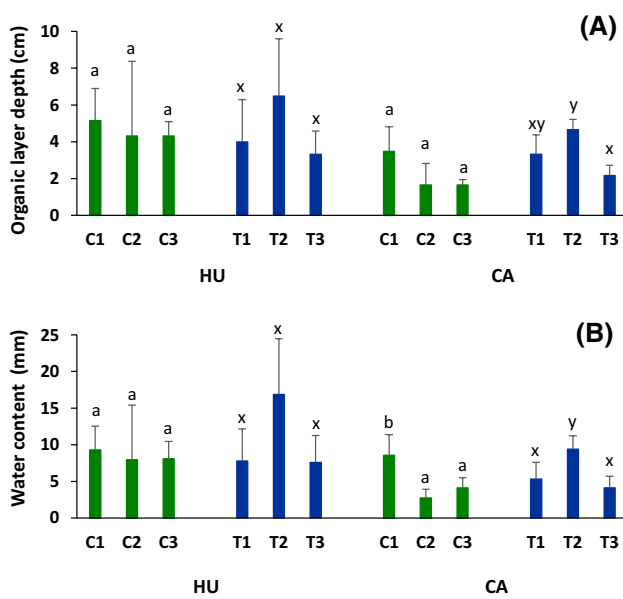 (A)
Organic layer depth (cm)
10
8
6
4
2
0
a a a x x x a a a xy y x
C1 C2 C3 T1 T2 T3 C1 C2 C3 T1 T2 T3
HU CA
(B)
Water content (mm)
25
20
15
10
5
0
a a a x x x b a a x y x
C1 C2 C3 T1 T2 T3 C1 C2 C3 T1 T2 T3
HU CA